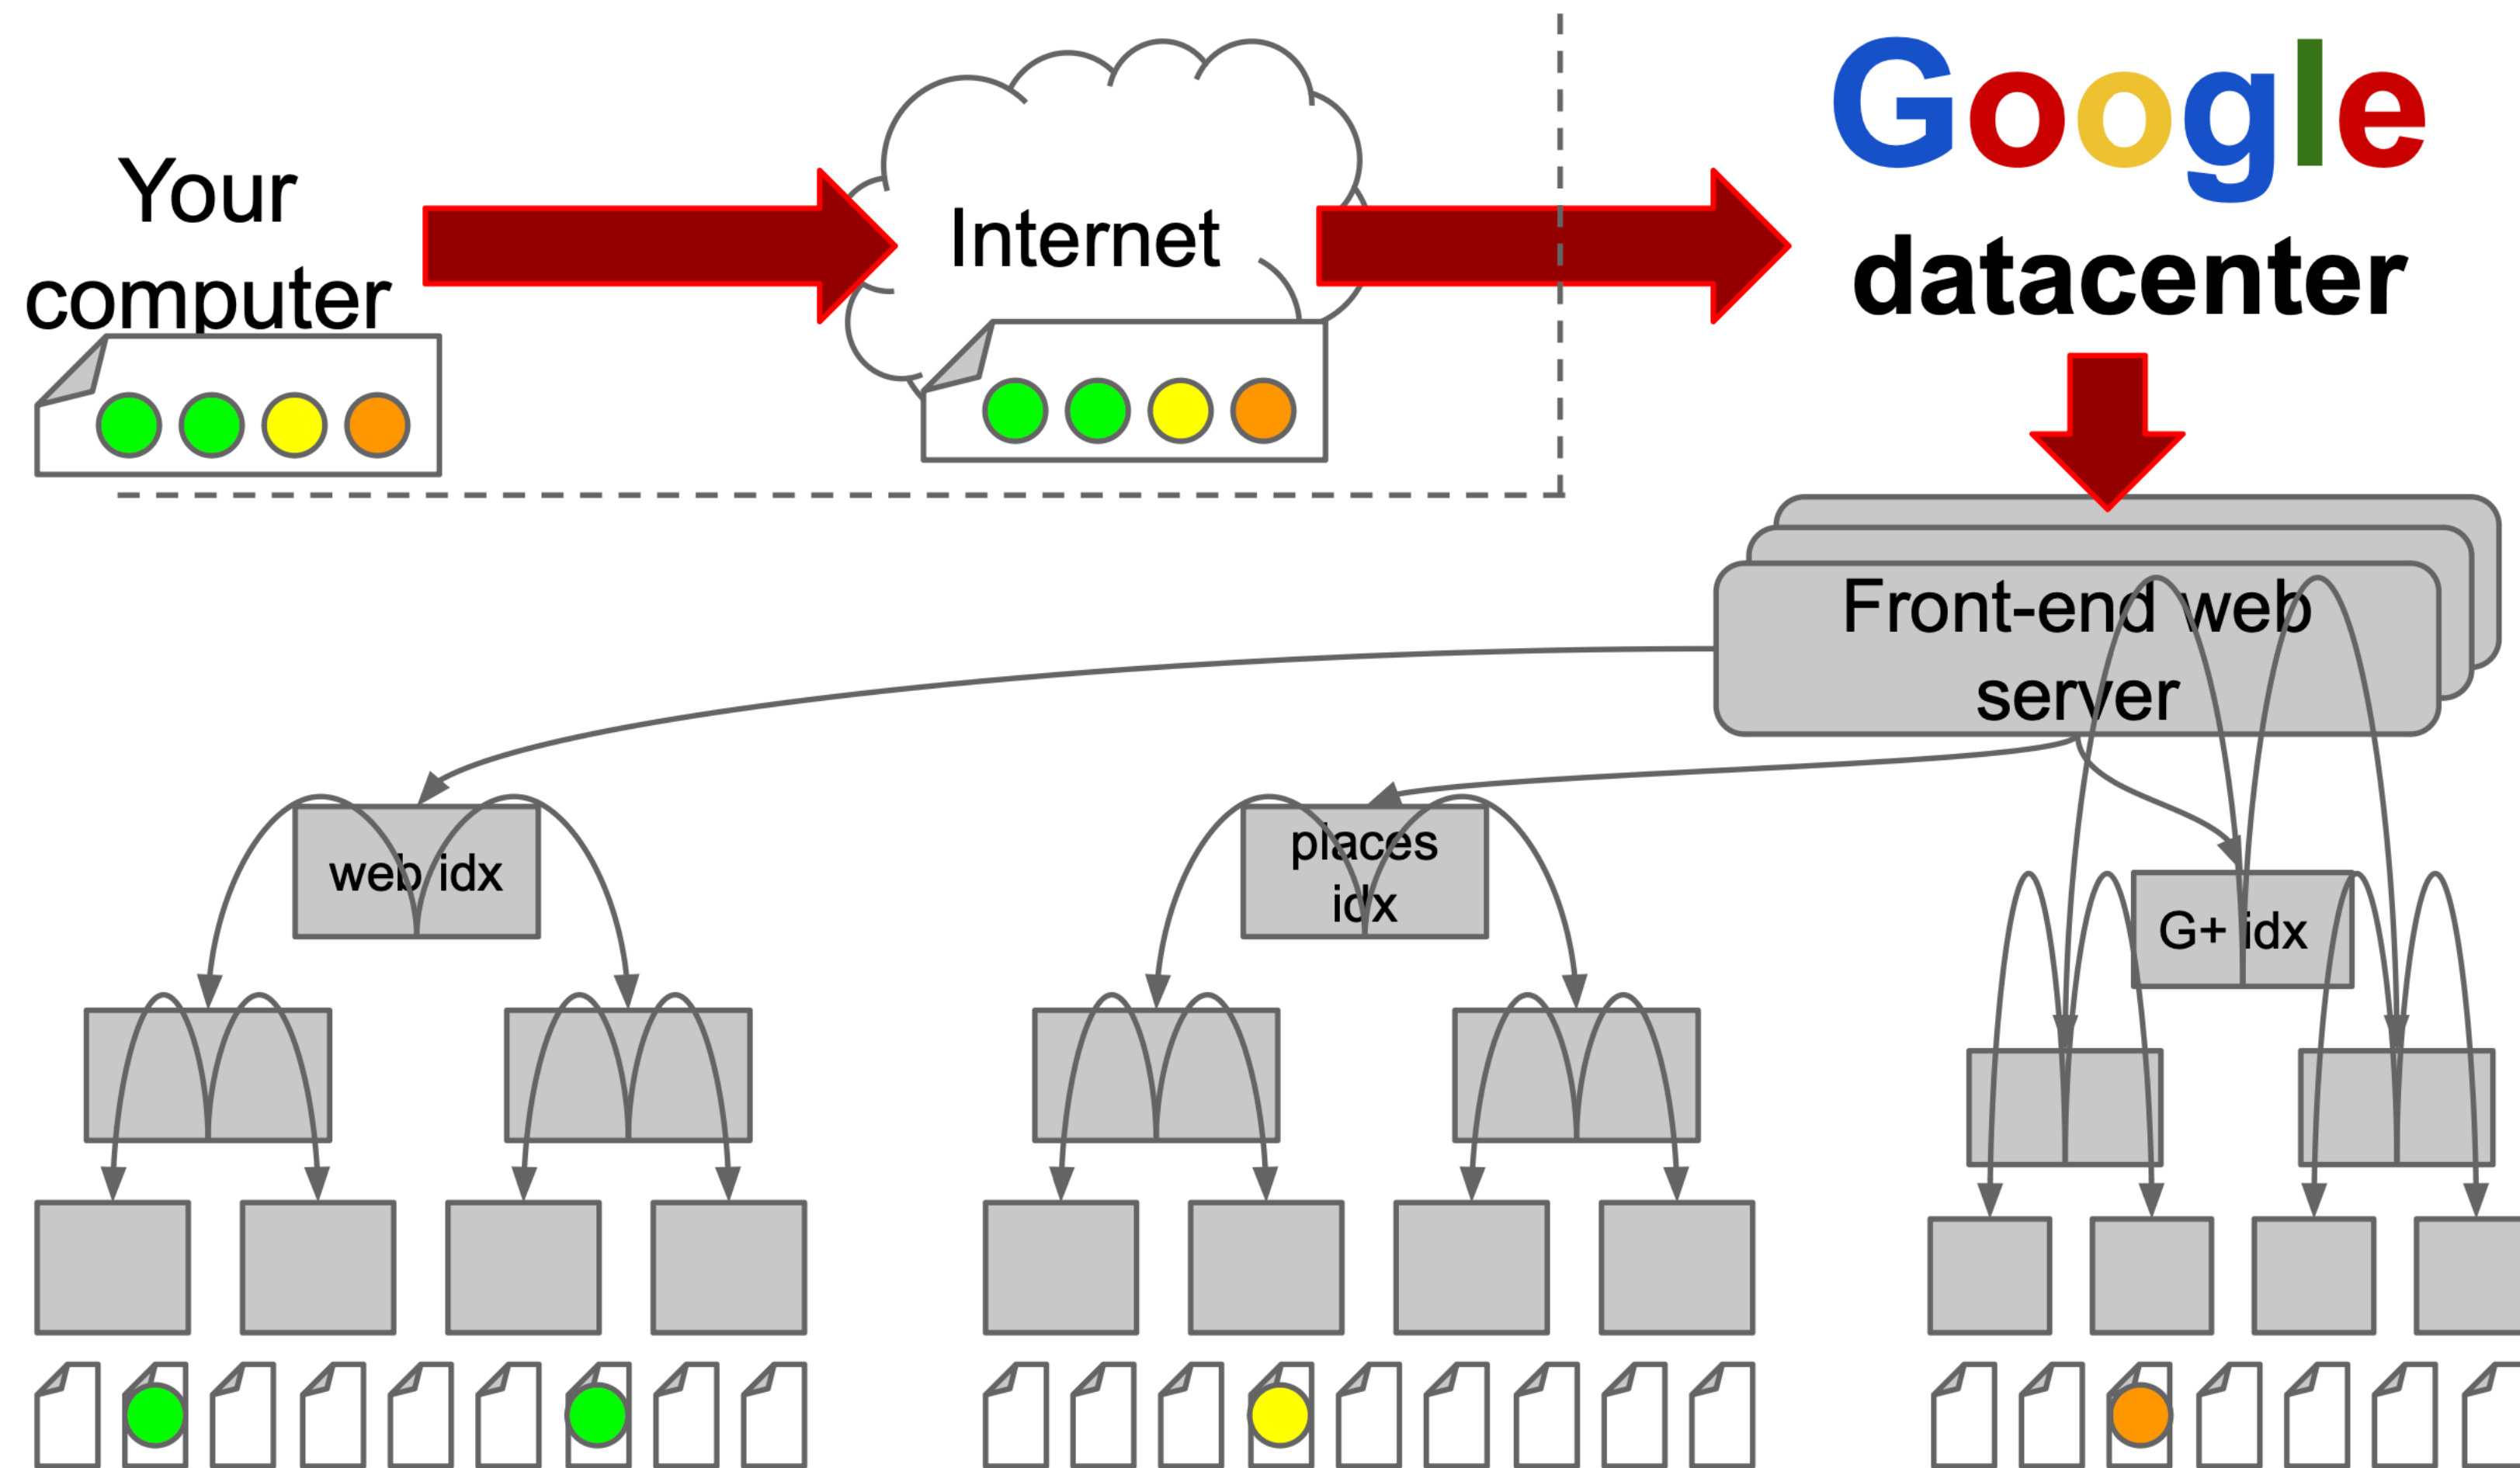 Your
computer
Internet
Google
datacenter
Front-end web
server
web idx
places
idx
G+ idx